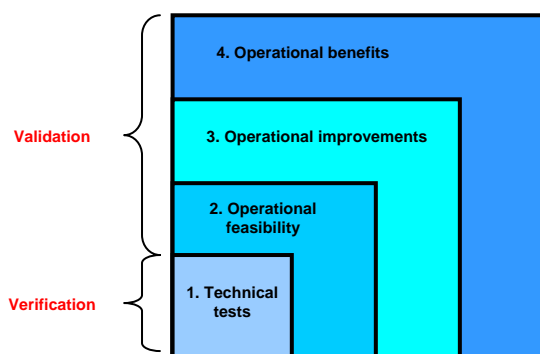 4. Operational benefits
Validation
3. Operational improvements
2. Operational
feasibility
Verification
1. Technical
tests